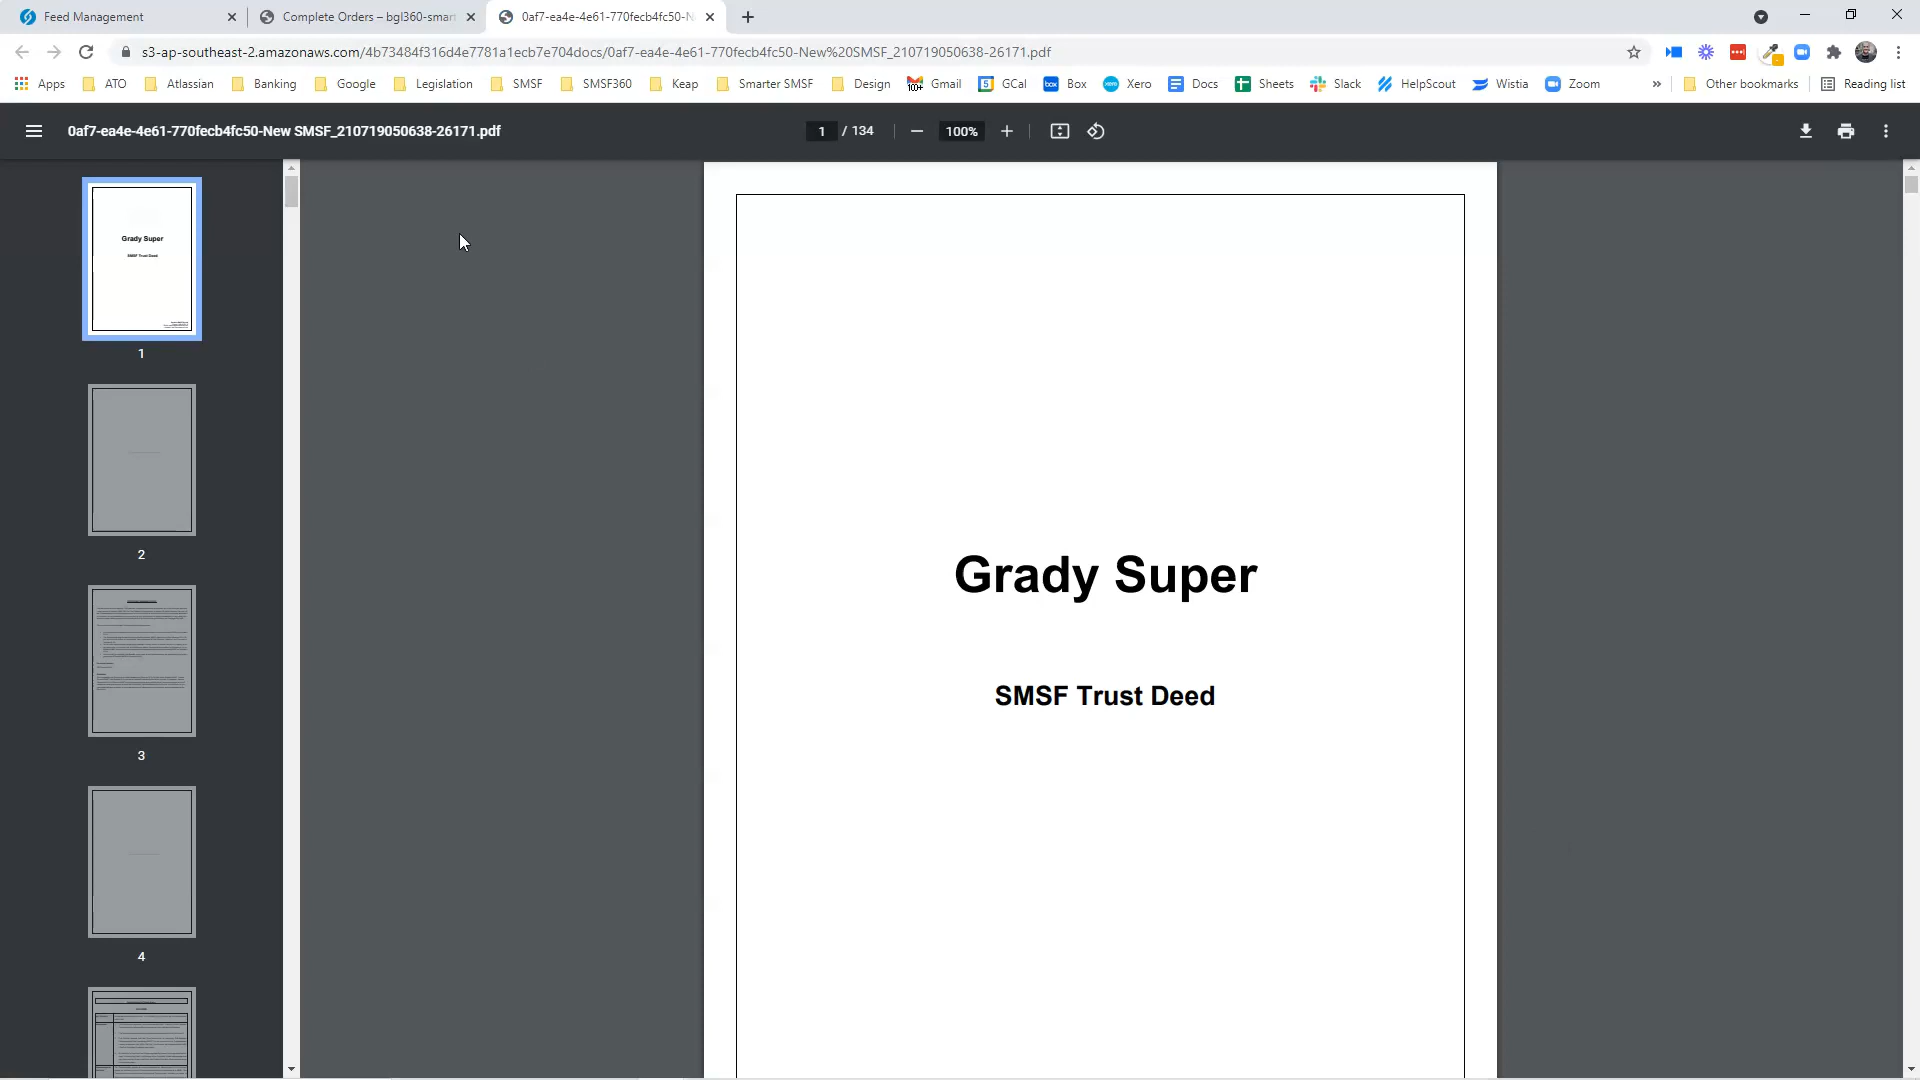 Feed Management
Complete Orders – bgl360-smar
0af7-ea4e-4e61-770fecb4fc50-N
s3-ap-southeast-2.amazonaws.com/4b73484f316d4e7781a1ecb7e704docs/0af7-ea4e-4e61-770fecb4fc50-New%20SMSF_210719050638-26171.pdf
Apps ATO Atlassian Banking Google Legislation SMSF SMSF360 Keap Smarter SMSF Design Gmail GCal Box Xero Docs Sheets Slack HelpScout Wistia Zoom » Other bookmarks Reading list
0af7-ea4e-4e61-770fecb4fc50-New SMSF_210719050638-26171.pdf
1 / 134
100%
Grady Super
SMSF Trust Deed
1
2
3
4
Grady Super
SMSF Trust Deed